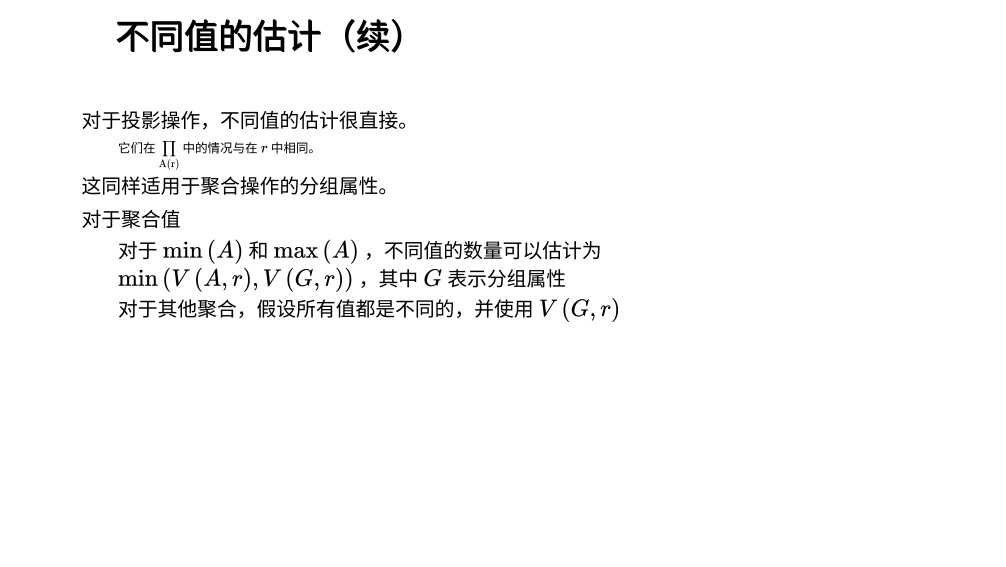 不同值的估计（续）
对于投影操作，不同值的估计很直接。
它们在 ∏ A(r) 中的情况与在 r 中相同。
这同样适用于聚合操作的分组属性。
对于聚合值
对于 min (A) 和 max (A) ，不同值的数量可以估计为
min (V (A, r), V (G, r)) ，其中 G 表示分组属性
对于其他聚合，假设所有值都是不同的，并使用 V (G, r)